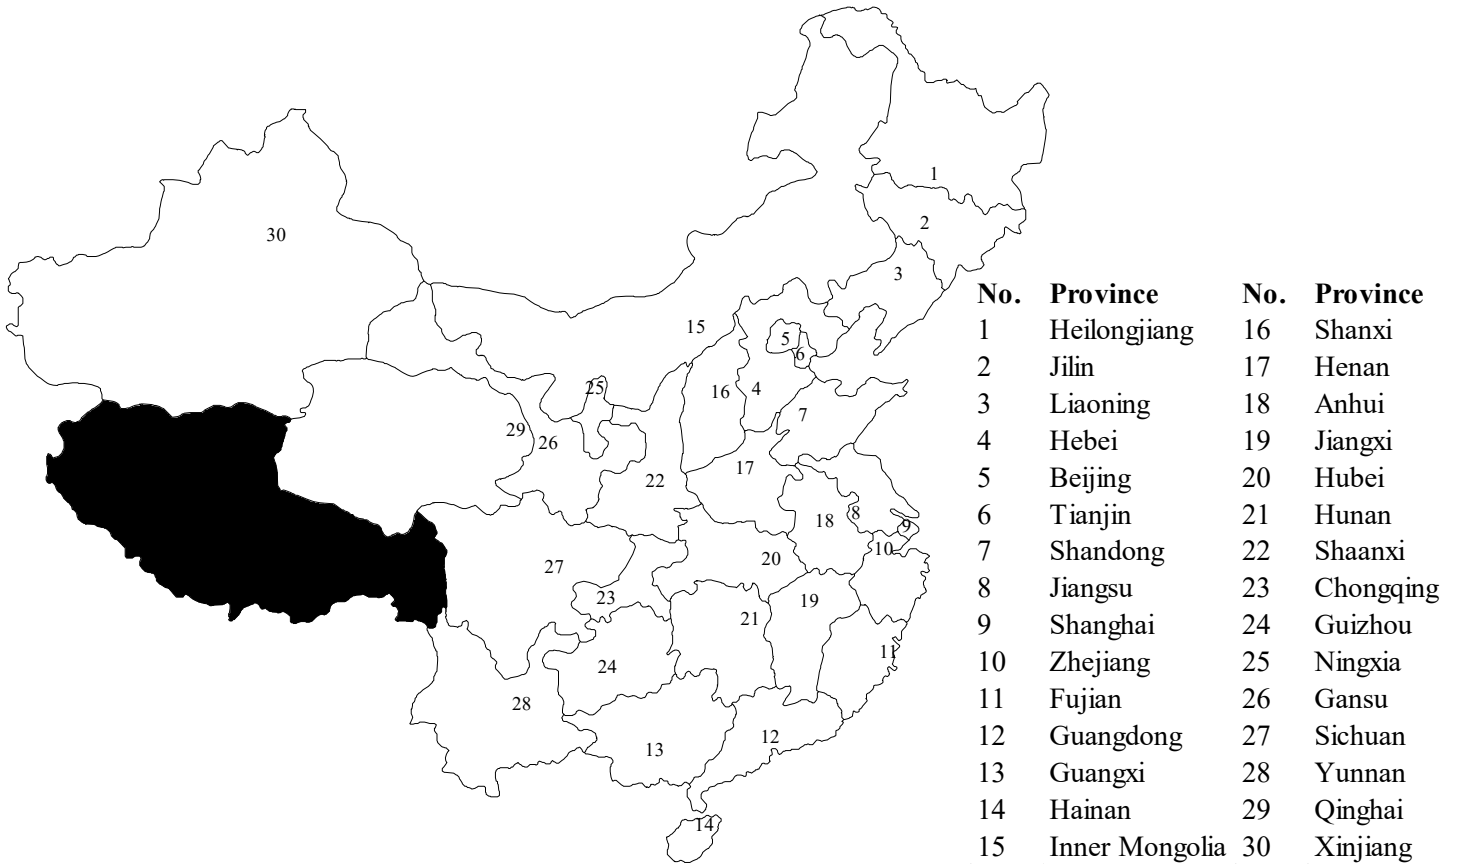 1
2
30
3
No. Province No. Province
15
1 Heilongjiang 16 Shanxi
5
6
2 Jilin 17 Henan
25
16
4
3 Liaoning 18 Anhui
7
29
26
4 Hebei 19 Jiangxi
17
22
5 Beijing 20 Hubei
18
8
9
6 Tianjin 21 Hunan
10
7 Shandong 22 Shaanxi
27
20
23
19
8 Jiangsu 23 Chongqing
21
9 Shanghai 24 Guizhou
11
24
10 Zhejiang 25 Ningxia
28
11 Fujian 26 Gansu
12
12 Guangdong 27 Sichuan
13
13 Guangxi 28 Yunnan
14 Hainan 29 Qinghai
14
15 Inner Mongolia 30 Xinjiang